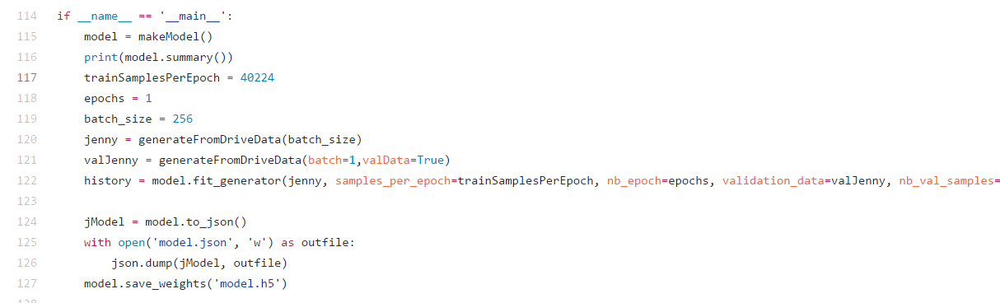 114 if __name__ == '__main__':
115 model = makeModel()
116 print(model.summary())
117 trainSamplesPerEpoch = 40224
118 epochs = 1
119 batch_size = 256
120 jenny = generateFromDriveData(batch_size)
121 valJenny = generateFromDriveData(batch=1,valData=True)
122 history = model.fit_generator(jenny, samples_per_epoch=trainSamplesPerEpoch, nb_epoch=epochs, validation_data=valJenny, nb_val_samples=
123
124 jModel = model.to_json()
125 with open('model.json', 'w') as outfile:
126 json.dump(jModel, outfile)
127 model.save_weights('model.h5')